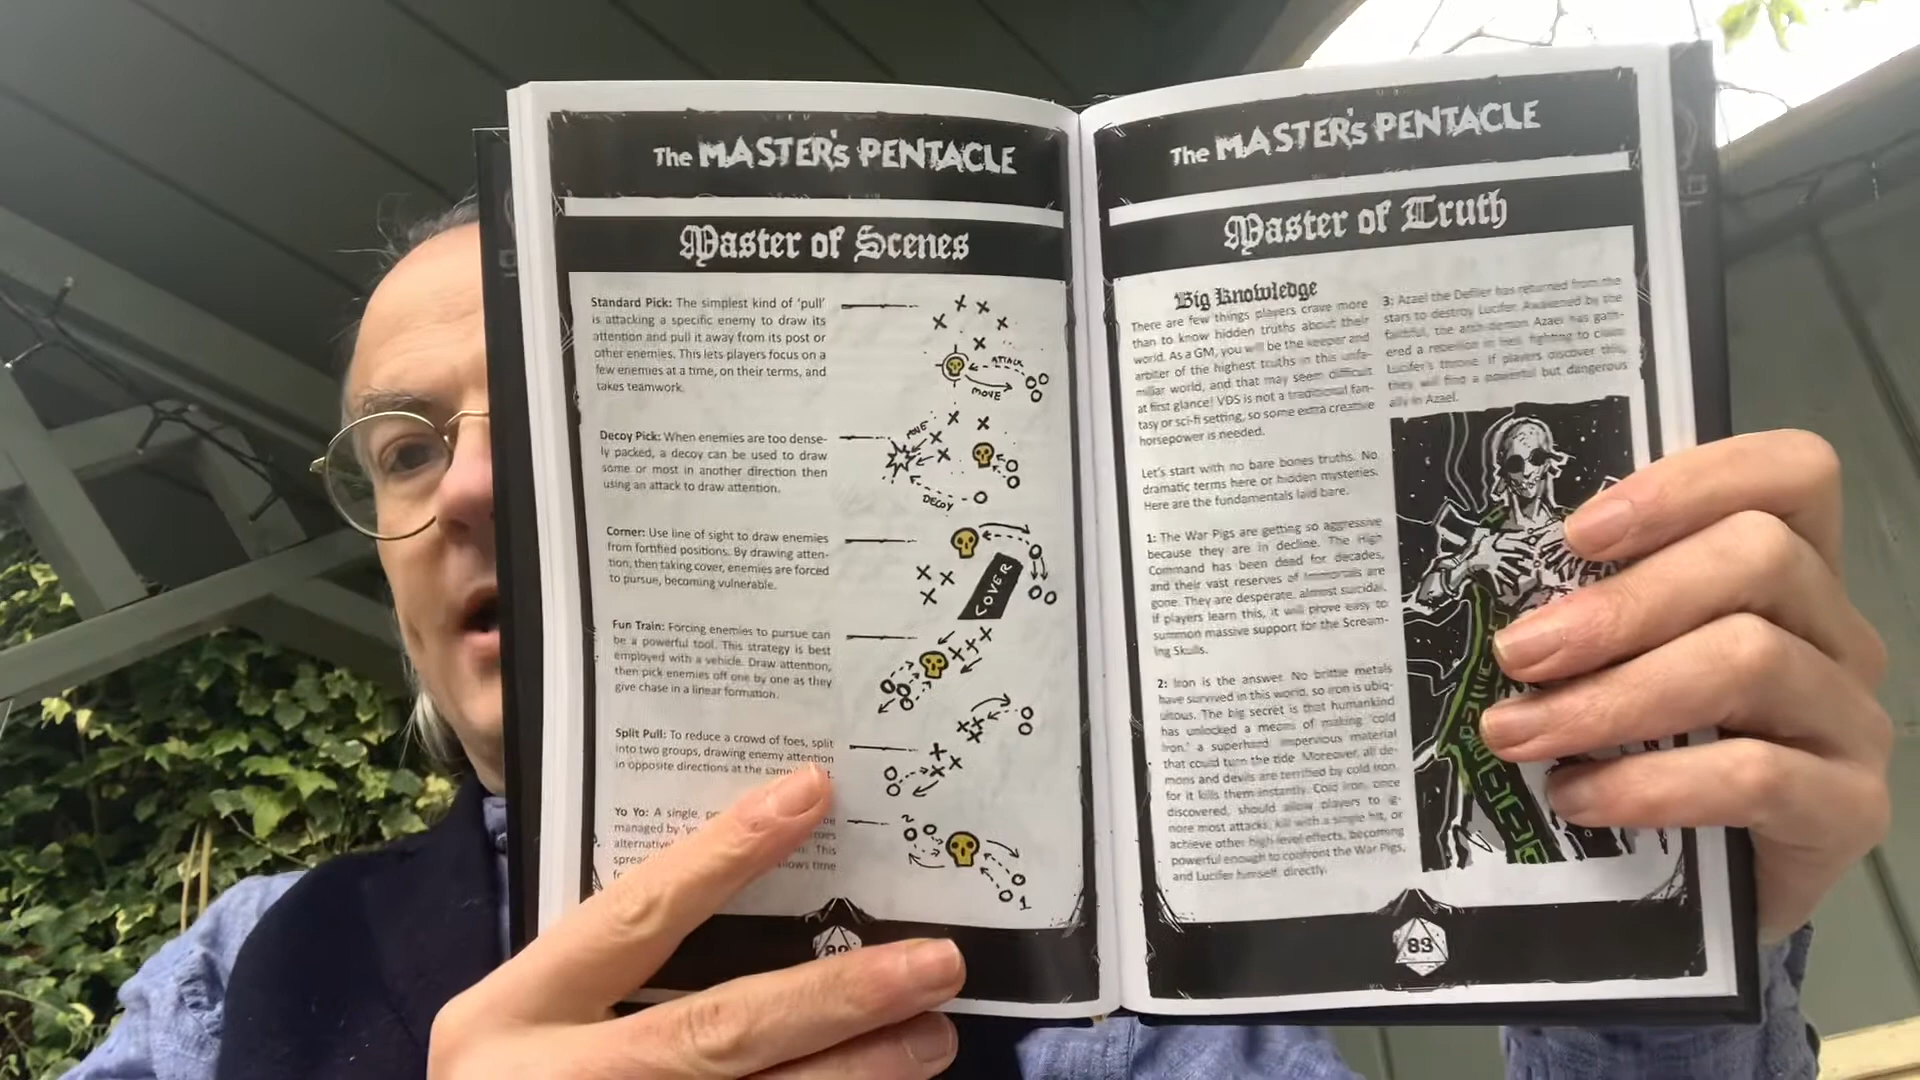 The MASTER's PENTACLE
Master of Scenes
Standard Pick: The simplest kind of 'pull'
is attacking a specific enemy to draw its
attention and pull it away from its post or
other enemies. This lets players focus on a
few enemies at a time, on their terms, and
takes teamwork.
ATTACK
MOVE
Decoy Pick: When enemies are too dense-
ly packed, a decoy can be used to draw
some or most in another direction then
using an attack to draw attention.
MOVE
DECOY
Corner: Use line of sight to draw enemies
from fortified positions. By drawing atten-
tion, then taking cover, enemies are forced
to pursue, becoming vulnerable.
COVER
Fun Train: Forcing enemies to pursue can
be a powerful tool. This strategy is best
employed with a vehicle. Draw attention,
then pick enemies off one by one as they
give chase in a linear formation.
Split Pull: To reduce a crowd of foes, split
into two groups, drawing enemy attention
in opposite directions at the same
Yo Yo: A single, be
managed by
This
allows time
2
1
The MASTER's PENTACLE
Master of Truth
Big Knowledge
There are few things players crave more
than to know hidden truths about their
world. As a GM, you will be the keeper and
arbiter of the highest truths in this unfa-
miliar world, and that may seem difficult
at first glance! VDS is not a traditional fan-
tasy or sci-fi setting, so some extra creative
horsepower is needed.
Let's start with no bare bones truths. No
dramatic terms here or hidden mysteries.
Here are the fundamentals laid bare.
1: The War Pigs are getting so aggressive
because they are in decline. The High
Command has been dead for decades,
and their vast reserves of Immortals are
gone. They are desperate, almost suicidal.
If players learn this, it will prove easy to
summon massive support for the Scream-
ing Skulls.
2: Iron is the answer. No brittle metals
have survived in this world, so iron is ubiq-
uitous. The big secret is that humankind
has unlocked a means of making 'cold
iron,' a superhard impervious material
that could turn the tide. Moreover, all de-
mons and devils are terrified by cold iron,
for it kills them instantly. Cold iron, once
discovered, should allow players to ig-
nore most attacks, kill with a single hit, or
achieve other high level effects, becoming
powerful enough to confront the War Pigs,
and Lucifer himself directly.
3: Azael the Defiler has returned from the
stars to destroy Lucifer. Awakened by the
faithful, the arch-demon Azael has gath-
ered a rebellion in hell, fighting to claim
Lucifer's throne. If players discover this,
they will find a powerful but dangerous
ally in Azael.
83